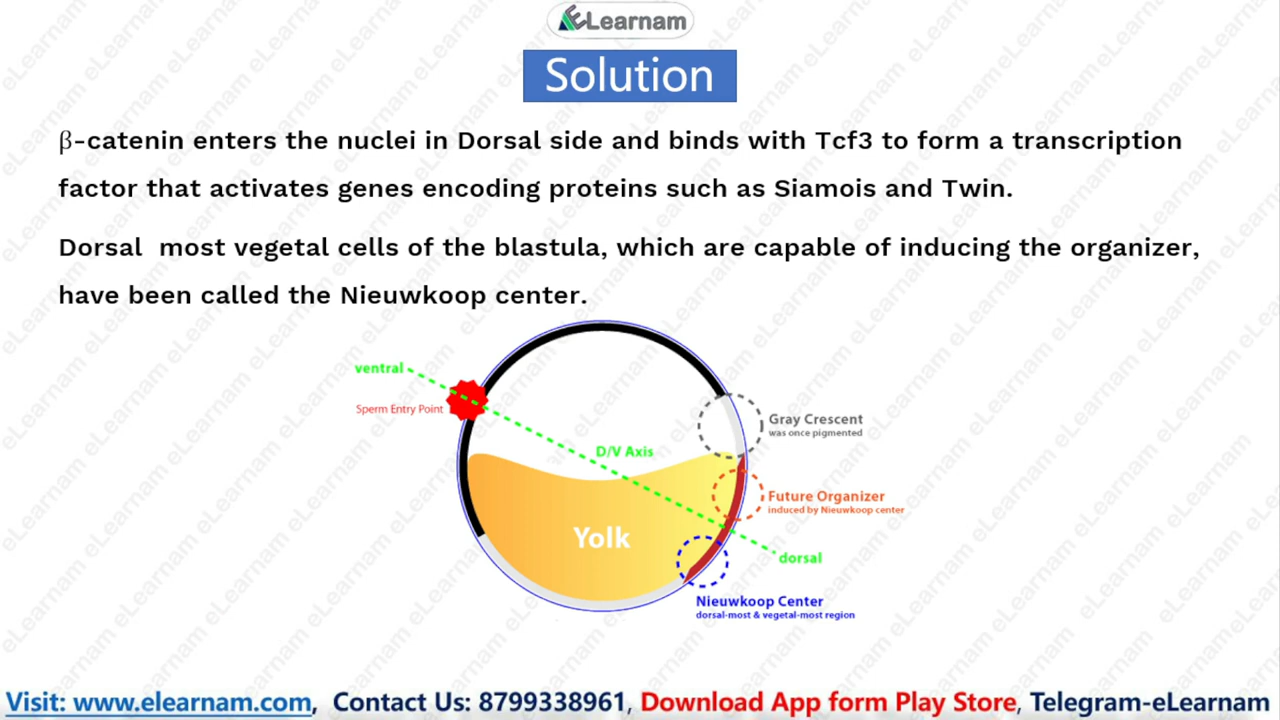 ELearnam
Solution
β-catenin enters the nuclei in Dorsal side and binds with Tcf3 to form a transcription
factor that activates genes encoding proteins such as Siamois and Twin.
Dorsal  most vegetal cells of the blastula, which are capable of inducing the organizer,
have been called the Nieuwkoop center.
ventral
Sperm Entry Point
Gray Crescent
was once pigmented
D/V Axis
Future Organizer
induced by Nieuwkoop center
Yolk
dorsal
Nieuwkoop Center
dorsal-most & vegetal-most region
Visit: www.elearnam.com,  Contact Us: 8799338961, Download App form Play Store, Telegram-eLearnam